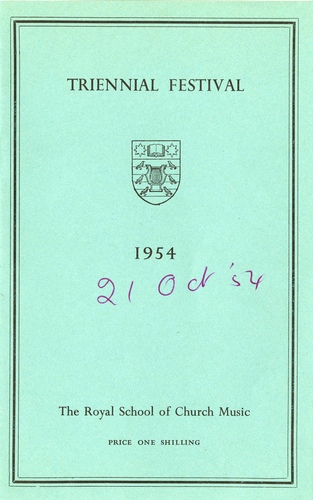 TRIENNIAL FESTIVAL
1954
21 Oct '54
The Royal School of Church Music
PRICE ONE SHILLING